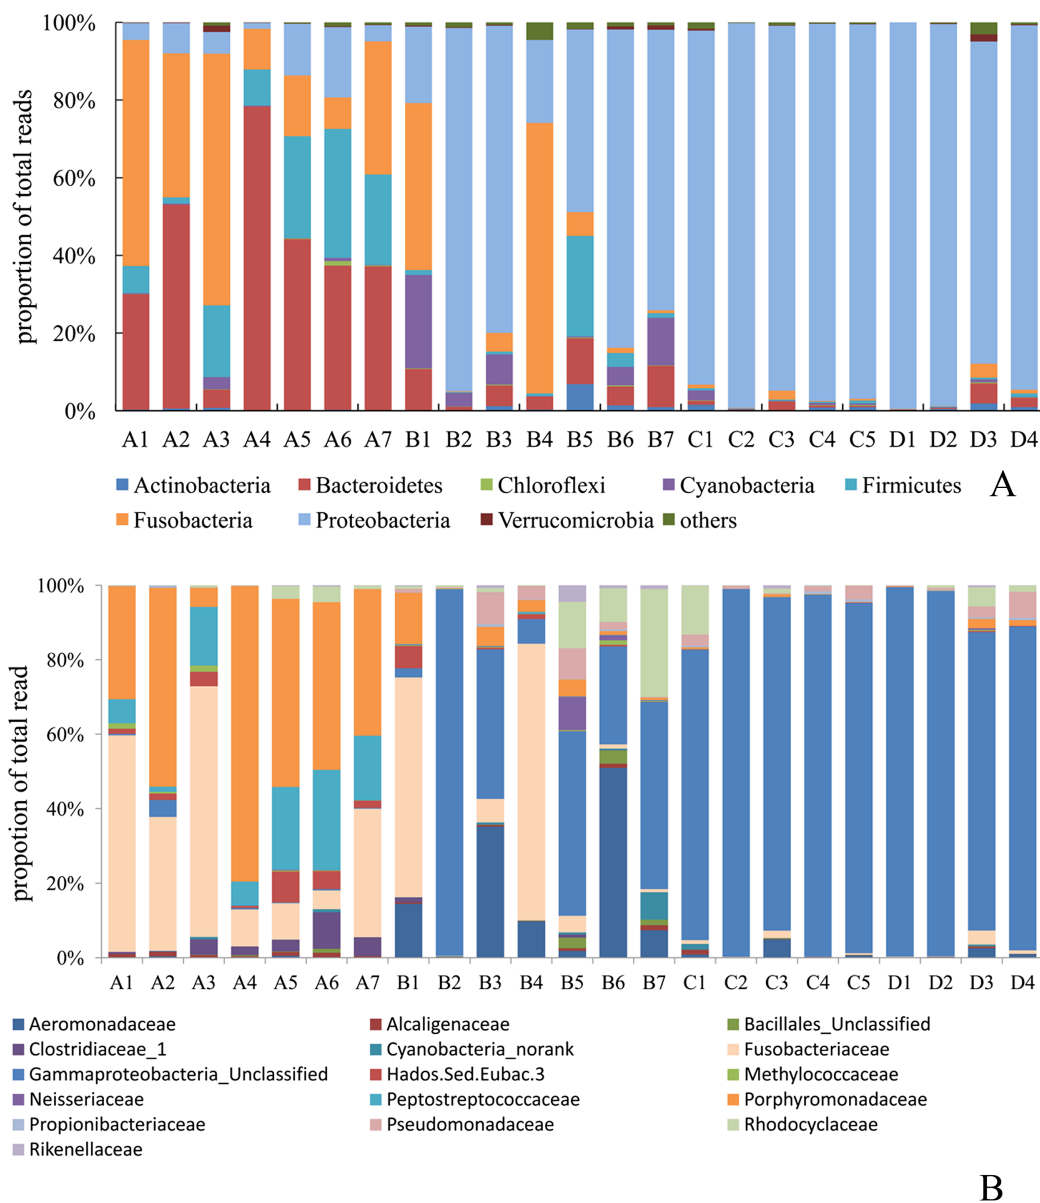 100%
80%
60%
40%
20%
0%
proportion of total reads
A1 A2 A3 A4 A5 A6 A7 B1 B2 B3 B4 B5 B6 B7 C1 C2 C3 C4 C5 D1 D2 D3 D4
Actinobacteria Bacteroidetes Chloroflexi Cyanobacteria Firmicutes
Fusobacteria Proteobacteria Verrucomicrobia others
A
100%
80%
60%
40%
20%
0%
propotion of total read
A1 A2 A3 A4 A5 A6 A7 B1 B2 B3 B4 B5 B6 B7 C1 C2 C3 C4 C5 D1 D2 D3 D4
Aeromonadaceae Alcaligenaceae Bacillales_Unclassified
Clostridiaceae_1 Cyanobacteria_norank Fusobacteriaceae
Gammaproteobacteria_Unclassified Hados.Sed.Eubac.3 Methylococcaceae
Neisseriaceae Peptostreptococcaceae Porphyromonadaceae
Propionibacteriaceae Pseudomonadaceae Rhodocyclaceae
Rikenellaceae
B